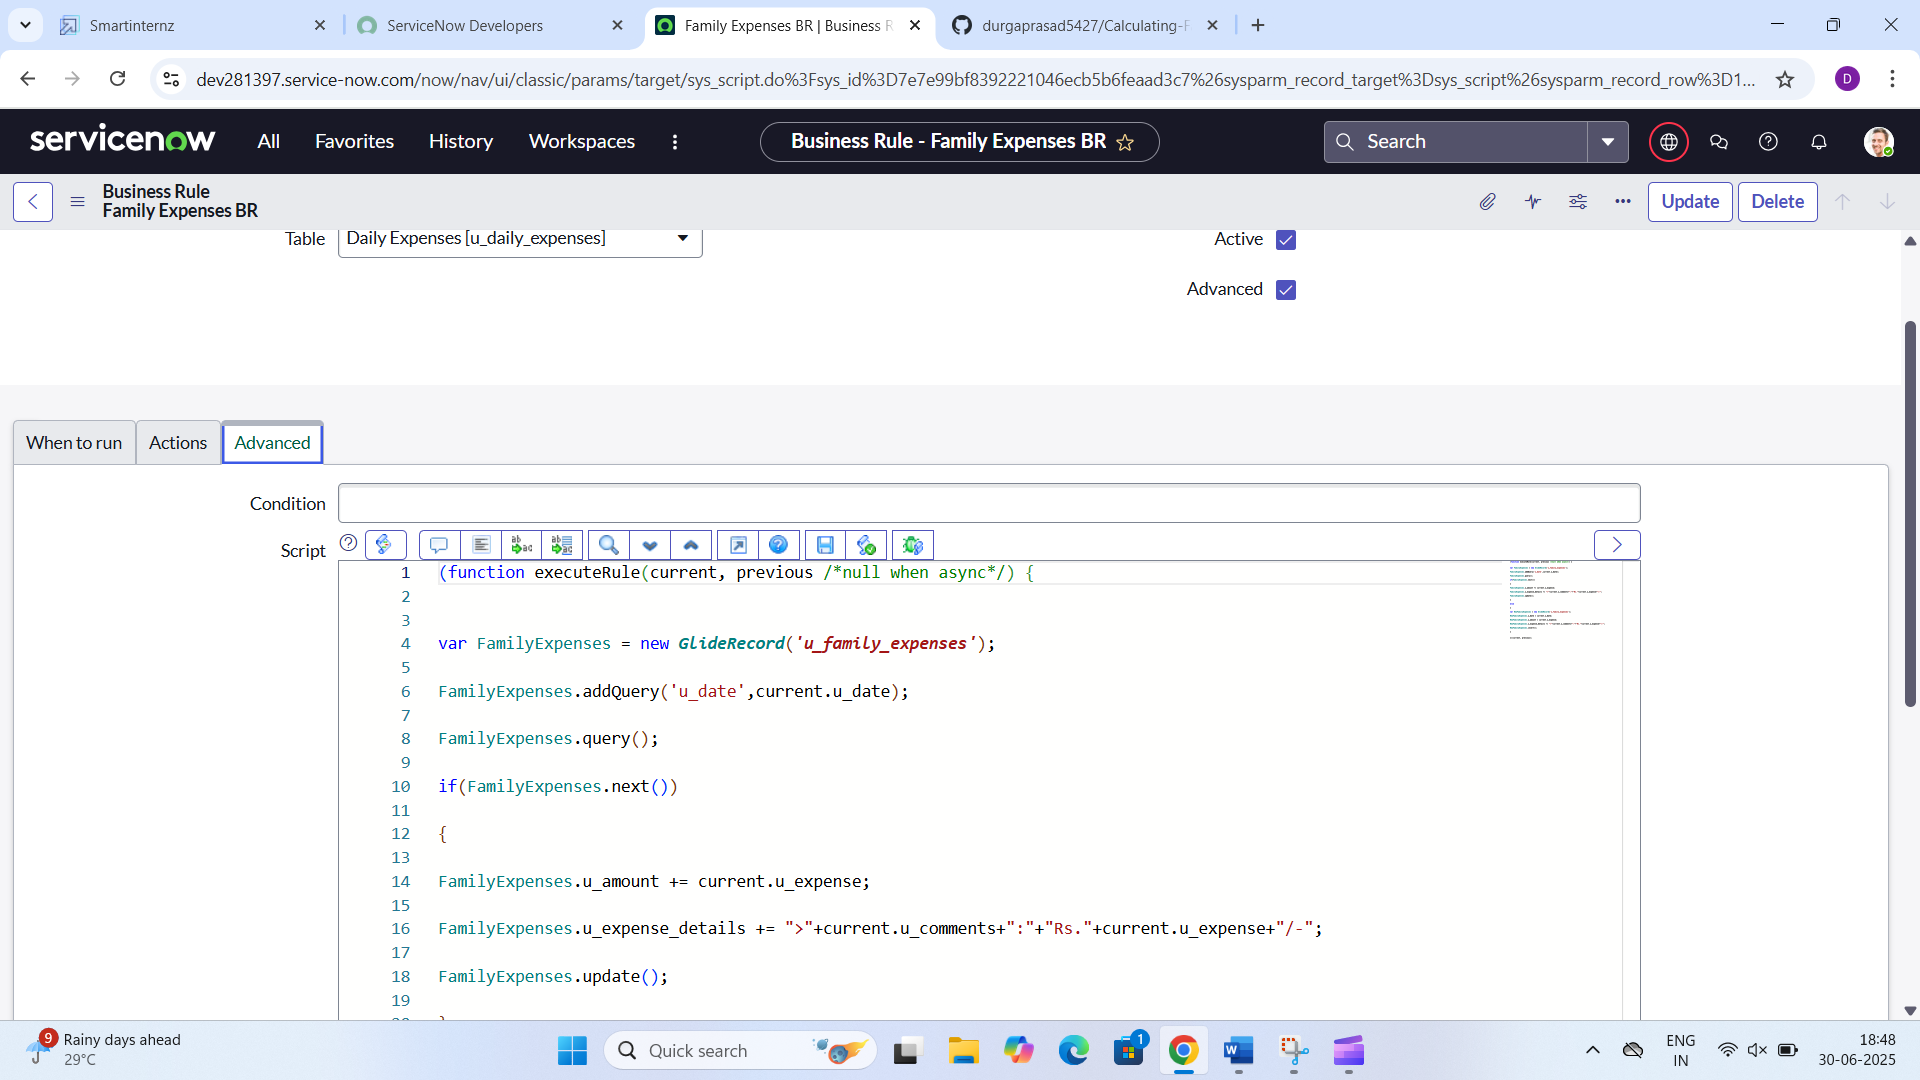 Smartinternz
ServiceNow Developers
Family Expenses BR | Business R
durgaprasad5427/Calculating-F
dev281397.service-now.com/now/nav/ui/classic/params/target/sys_script.do%3Fsys_id%3D7e7e99bf8392221046ecb5b6feaad3c7%26sysparm_record_target%3Dsys_script%26sysparm_record_row%3D1...
D
servicenow
All
Favorites
History
Workspaces
Business Rule - Family Expenses BR
Search
Business Rule
Family Expenses BR
Update
Delete
Table
Daily Expenses [u_daily_expenses]
Active
Advanced
When to run
Actions
Advanced
Condition
Script
1 (function executeRule(current, previous /*null when async*/) {
2
3
4 var FamilyExpenses = new GlideRecord('u_family_expenses');
5
6 FamilyExpenses.addQuery('u_date',current.u_date);
7
8 FamilyExpenses.query();
9
10 if(FamilyExpenses.next())
11
12 {
13
14 FamilyExpenses.u_amount += current.u_expense;
15
16 FamilyExpenses.u_expense_details += ">"+current.u_comments+":"+"Rs."+current.u_expense+"/-";
17
18 FamilyExpenses.update();
19
9
Rainy days ahead
29°C
Quick search
1
ENG
IN
18:48
30-06-2025